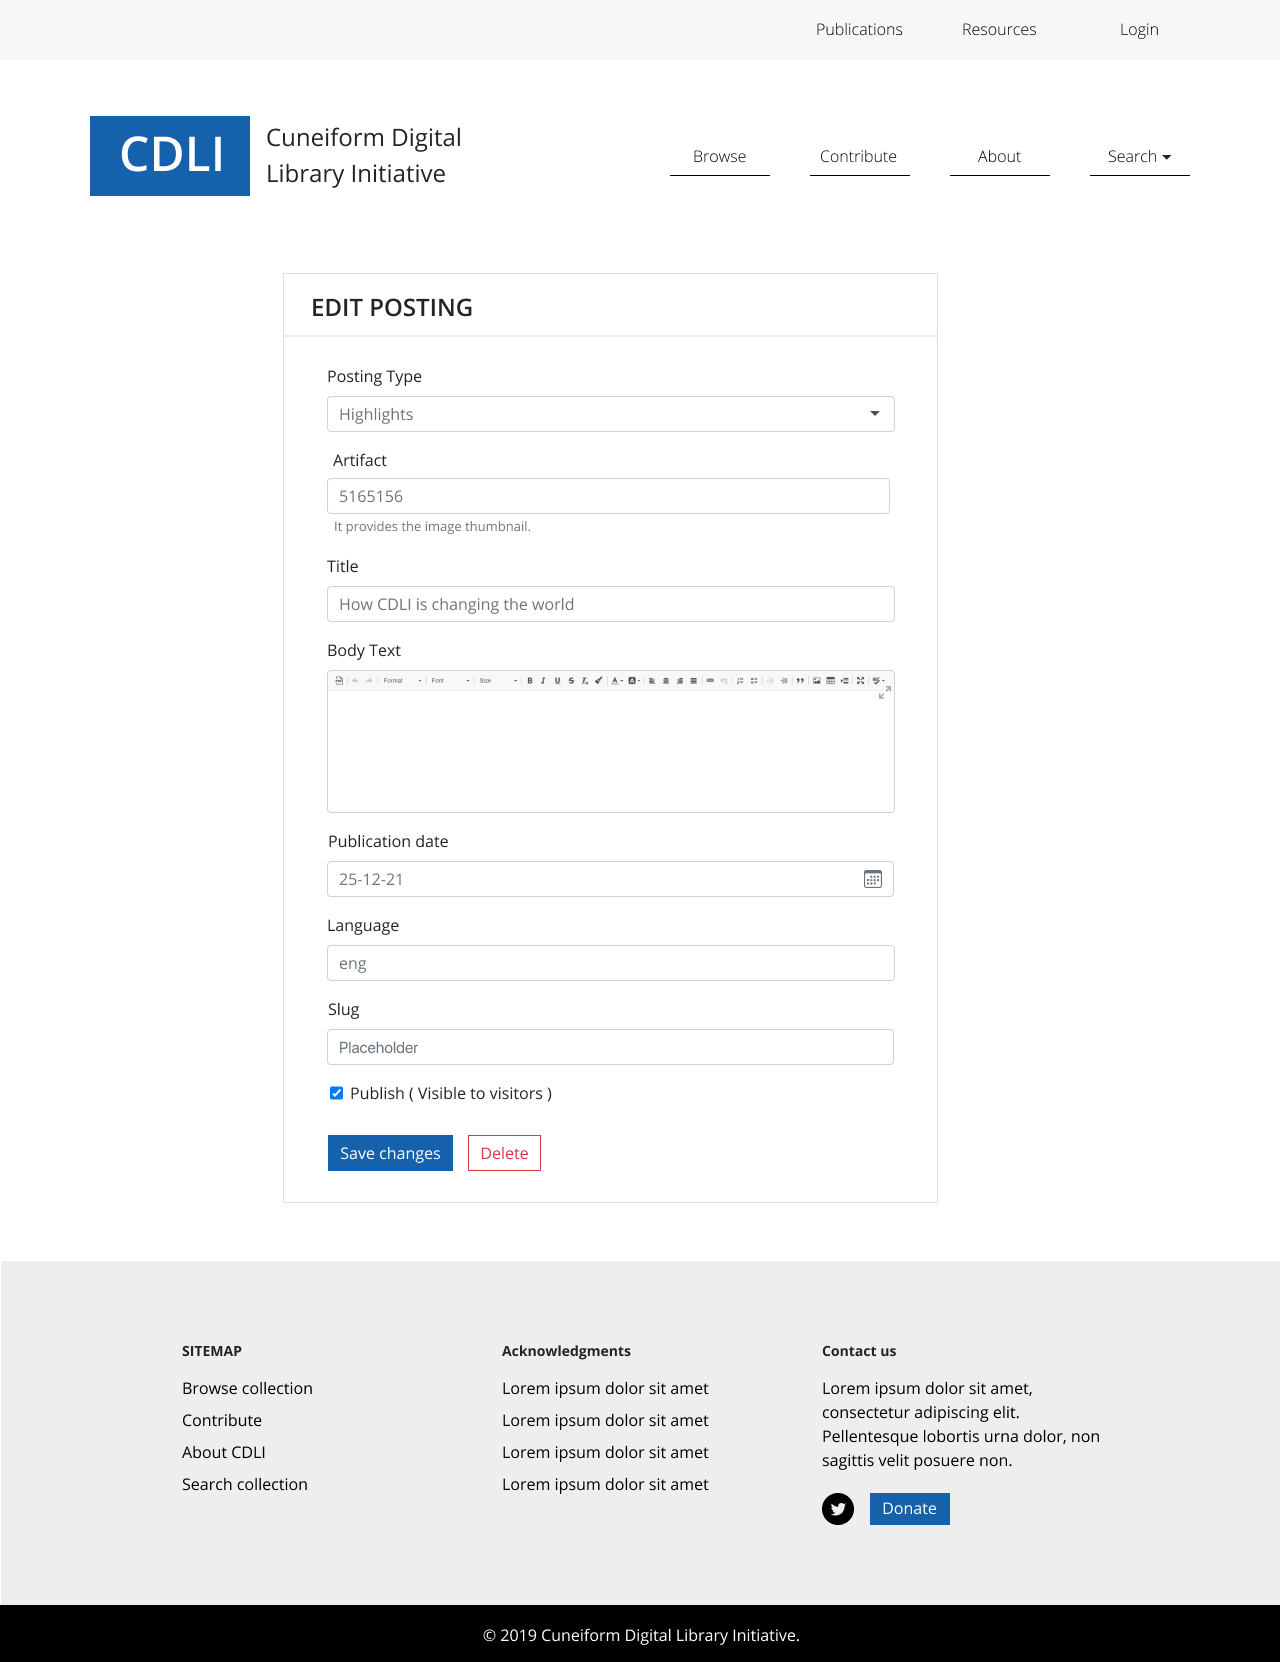 Publications Resources Login
CDLI
Cuneiform Digital
Library Initiative
Browse Contribute About Search
EDIT POSTING
Posting Type
Highlights
Artifact
5165156
It provides the image thumbnail.
Title
How CDLI is changing the world
Body Text
Format Font Size B I U S Tx A A
Publication date
25-12-21
Language
eng
Slug
Placeholder
Publish ( Visible to visitors )
Save changes Delete
SITEMAP
Browse collection
Contribute
About CDLI
Search collection
Acknowledgments
Lorem ipsum dolor sit amet
Lorem ipsum dolor sit amet
Lorem ipsum dolor sit amet
Lorem ipsum dolor sit amet
Contact us
Lorem ipsum dolor sit amet,
consectetur adipiscing elit.
Pellentesque lobortis urna dolor, non
sagittis velit posuere non.
Donate
© 2019 Cuneiform Digital Library Initiative.